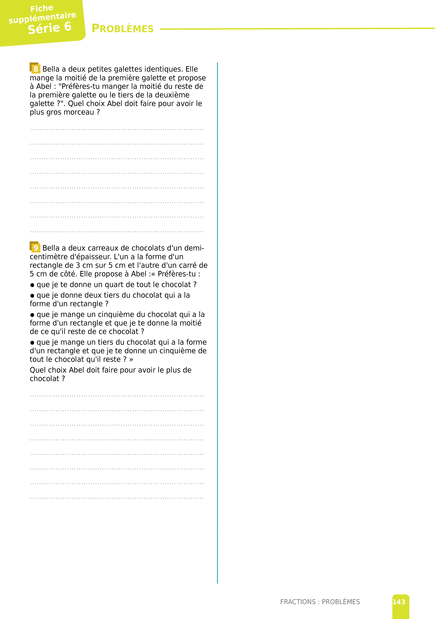 Fiche
supplémentaire
Série 6
PROBLÈMES
8 Bella a deux petites galettes identiques. Elle
mange la moitié de la première galette et propose
à Abel : "Préfères-tu manger la moitié du reste de
la première galette ou le tiers de la deuxième
galette ?". Quel choix Abel doit faire pour avoir le
plus gros morceau ?
9 Bella a deux carreaux de chocolats d'un demi-
centimètre d'épaisseur. L'un a la forme d'un
rectangle de 3 cm sur 5 cm et l'autre d'un carré de
5 cm de côté. Elle propose à Abel :« Préfères-tu :
● que je te donne un quart de tout le chocolat ?
● que je donne deux tiers du chocolat qui a la
forme d'un rectangle ?
● que je mange un cinquième du chocolat qui a la
forme d'un rectangle et que je te donne la moitié
de ce qu'il reste de ce chocolat ?
● que je mange un tiers du chocolat qui a la forme
d'un rectangle et que je te donne un cinquième de
tout le chocolat qu'il reste ? »
Quel choix Abel doit faire pour avoir le plus de
chocolat ?
FRACTIONS : PROBLÈMES
143